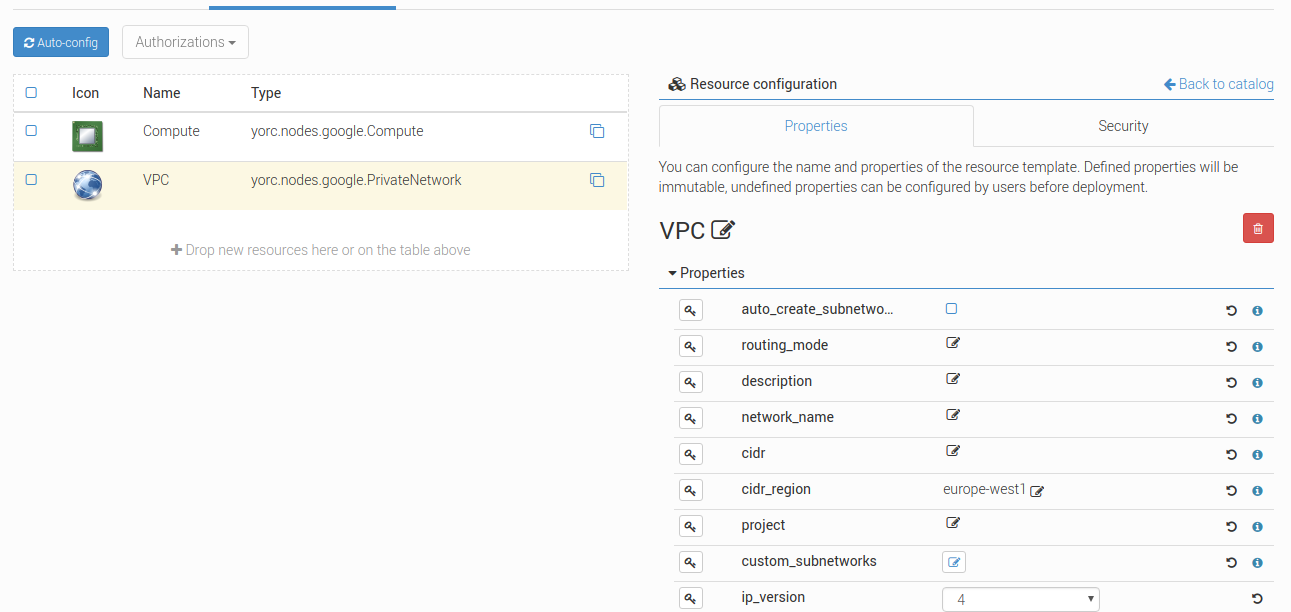 Auto-config
Authorizations
Icon Name Type
Compute yorc.nodes.google.Compute
VPC yorc.nodes.google.PrivateNetwork
Drop new resources here or on the table above
Resource configuration Back to catalog
Properties Security
You can configure the name and properties of the resource template. Defined properties will be
immutable, undefined properties can be configured by users before deployment.
VPC
Properties
auto_create_subnetwo...
routing_mode
description
network_name
cidr
cidr_region europe-west1
project
custom_subnetworks
ip_version 4